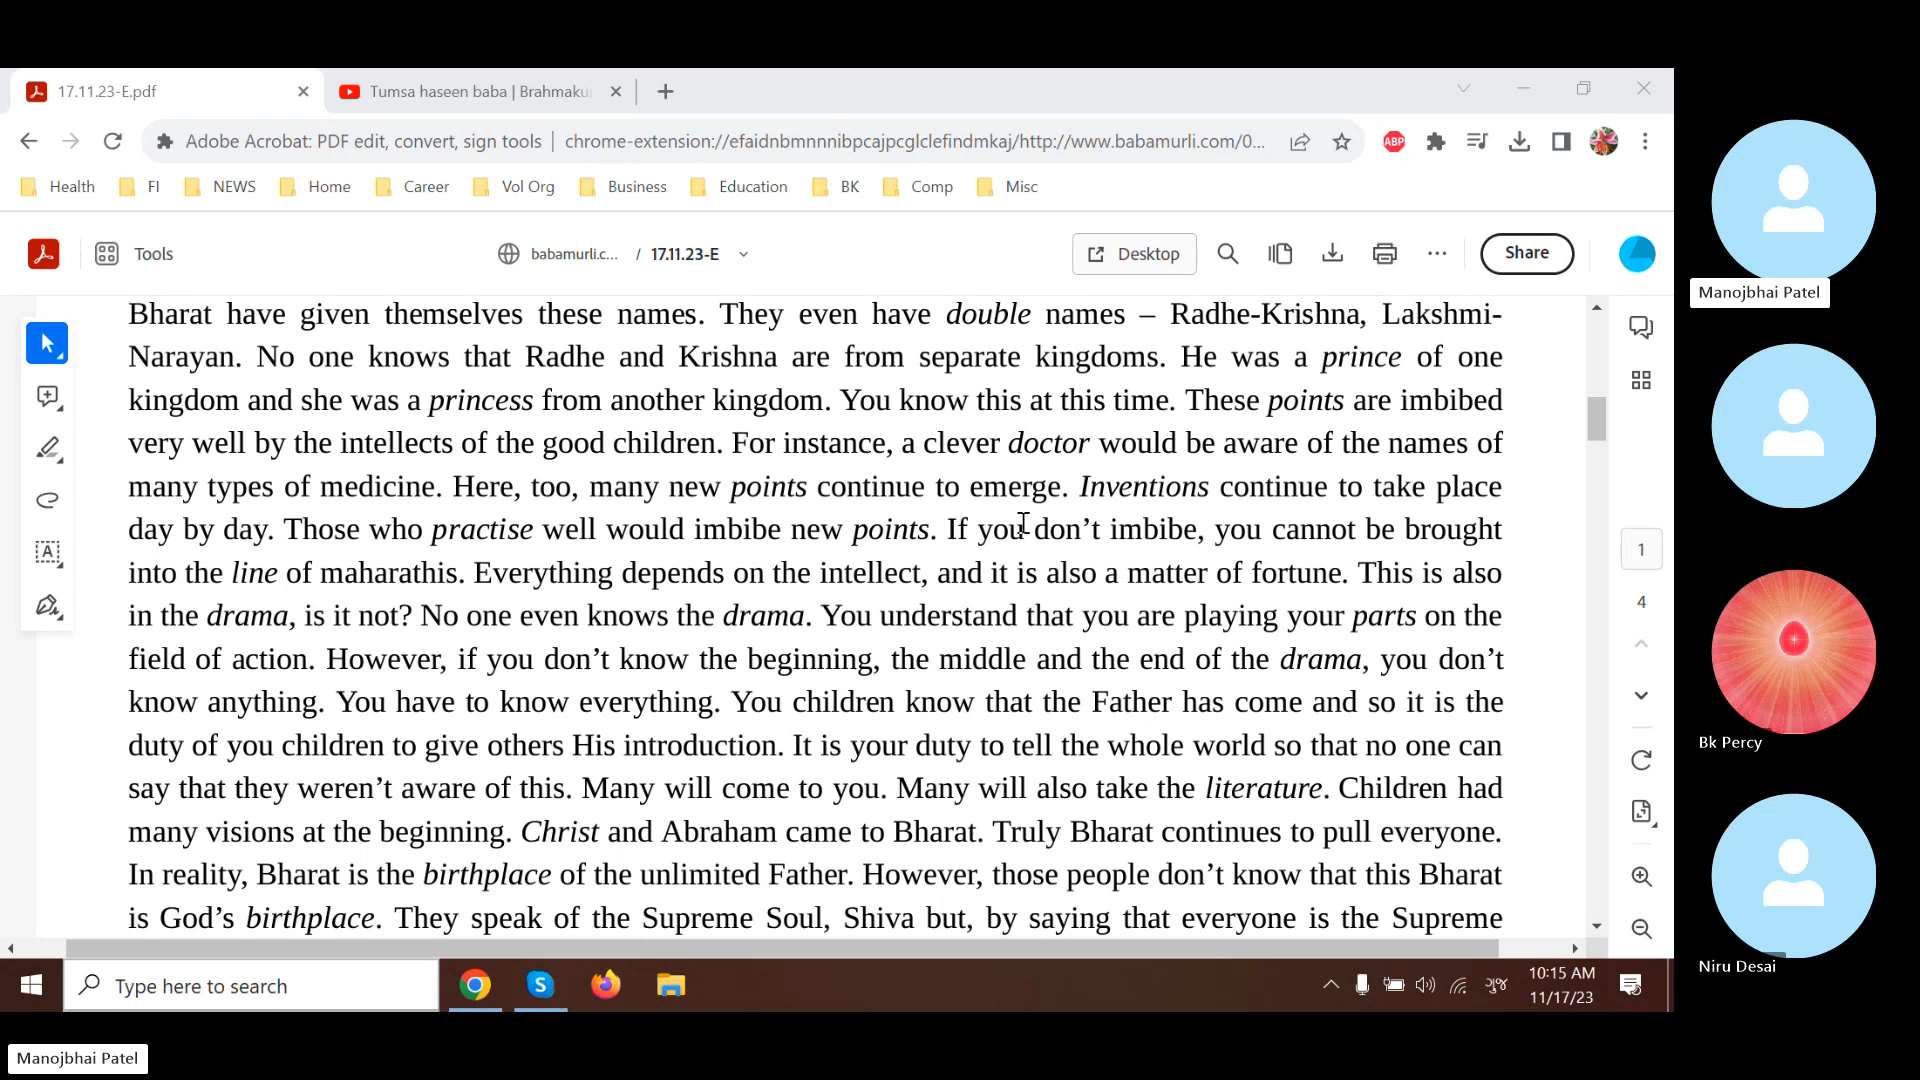 17.11.23-E.pdf
Tumsa haseen baba | Brahmaku
Adobe Acrobat: PDF edit, convert, sign tools | chrome-extension://efaidnbmnnnibpcajpcglclefindmkaj/http://www.babamurli.com/0...
ABP
Health FI NEWS Home Career Vol Org Business Education BK Comp Misc
Tools babamurli.c... / 17.11.23-E Desktop Share
Bharat have given themselves these names. They even have double names – Radhe-Krishna, Lakshmi-
Narayan. No one knows that Radhe and Krishna are from separate kingdoms. He was a prince of one
kingdom and she was a princess from another kingdom. You know this at this time. These points are imbibed
very well by the intellects of the good children. For instance, a clever doctor would be aware of the names of
many types of medicine. Here, too, many new points continue to emerge. Inventions continue to take place
day by day. Those who practise well would imbibe new points. If you don’t imbibe, you cannot be brought
into the line of maharathis. Everything depends on the intellect, and it is also a matter of fortune. This is also
in the drama, is it not? No one even knows the drama. You understand that you are playing your parts on the
field of action. However, if you don’t know the beginning, the middle and the end of the drama, you don’t
know anything. You have to know everything. You children know that the Father has come and so it is the
duty of you children to give others His introduction. It is your duty to tell the whole world so that no one can
say that they weren’t aware of this. Many will come to you. Many will also take the literature. Children had
many visions at the beginning. Christ and Abraham came to Bharat. Truly Bharat continues to pull everyone.
In reality, Bharat is the birthplace of the unlimited Father. However, those people don’t know that this Bharat
is God’s birthplace. They speak of the Supreme Soul, Shiva but, by saying that everyone is the Supreme
1
4
Type here to search
ગુજ
10:15 AM
11/17/23
Manojbhai Patel
Bk Percy
Niru Desai
Manojbhai Patel